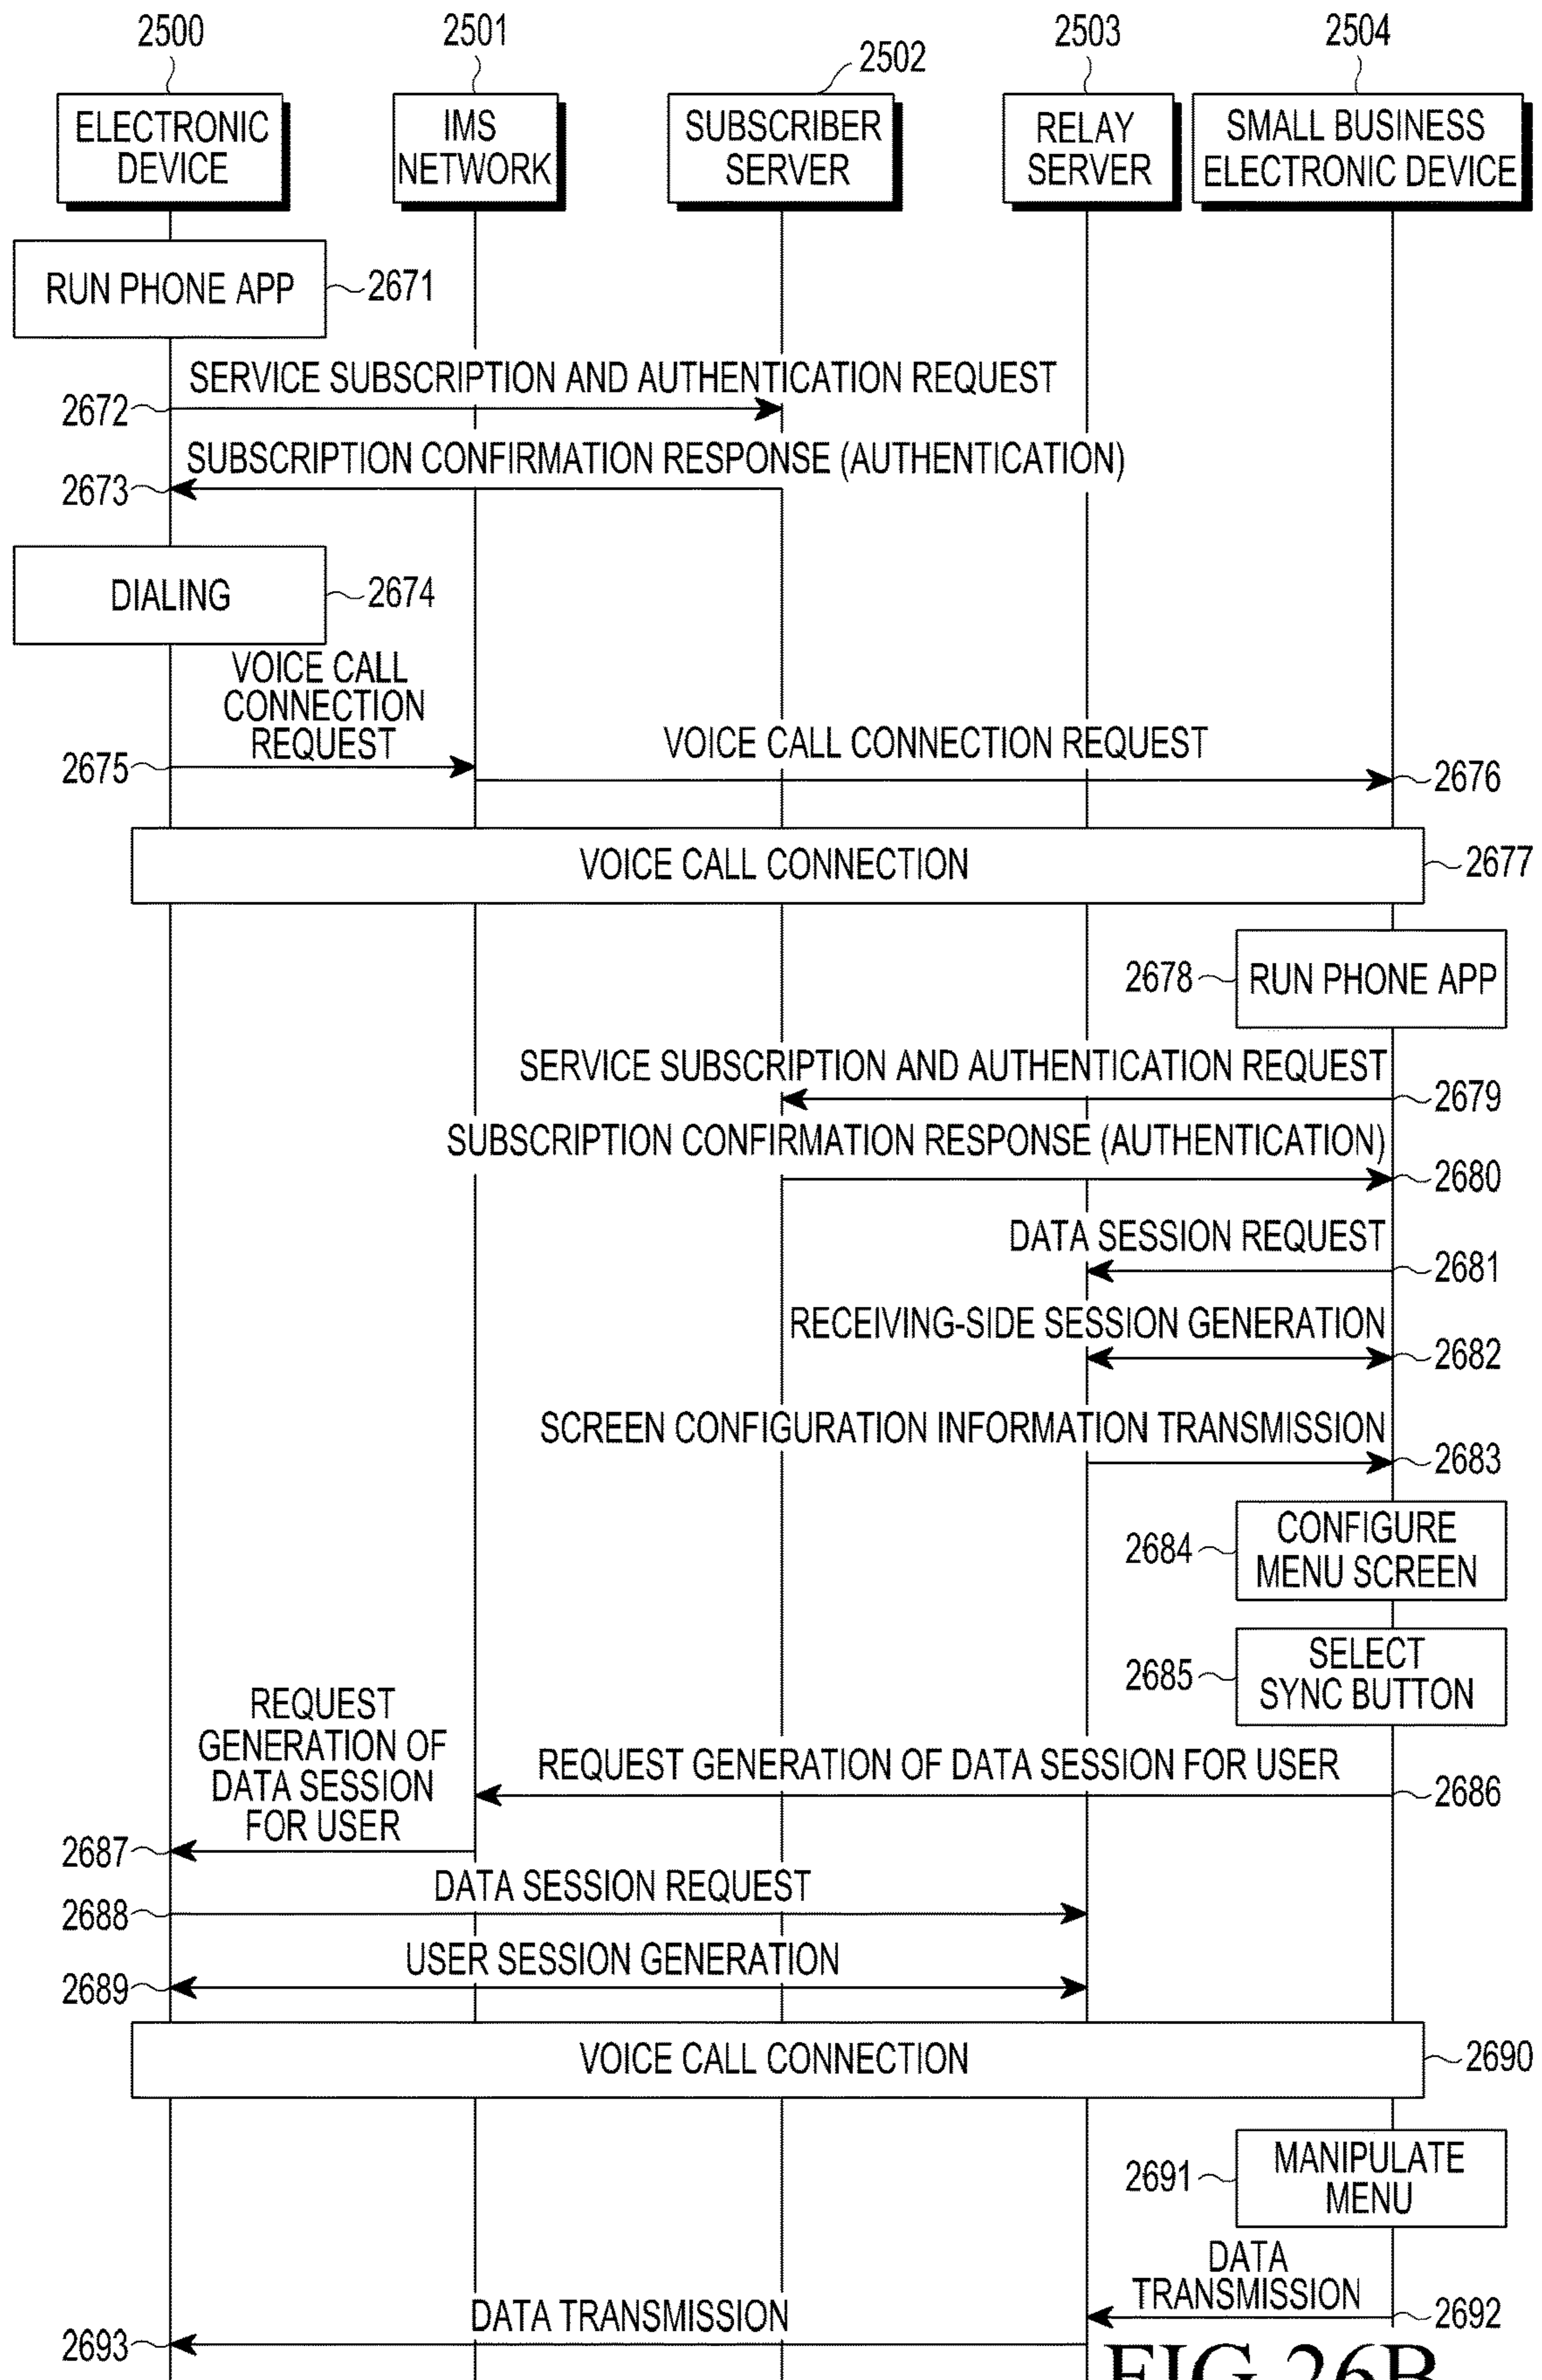 2500
2501
2502
2503
2504
ELECTRONIC
DEVICE
IMS
NETWORK
SUBSCRIBER
SERVER
RELAY
SERVER
SMALL BUSINESS
ELECTRONIC DEVICE
RUN PHONE APP
2671
SERVICE SUBSCRIPTION AND AUTHENTICATION REQUEST
2672
SUBSCRIPTION CONFIRMATION RESPONSE (AUTHENTICATION)
2673
DIALING
2674
VOICE CALL
CONNECTION
REQUEST
2675
VOICE CALL CONNECTION REQUEST
2676
VOICE CALL CONNECTION
2677
2678
RUN PHONE APP
SERVICE SUBSCRIPTION AND AUTHENTICATION REQUEST
2679
SUBSCRIPTION CONFIRMATION RESPONSE (AUTHENTICATION)
2680
DATA SESSION REQUEST
2681
RECEIVING-SIDE SESSION GENERATION
2682
SCREEN CONFIGURATION INFORMATION TRANSMISSION
2683
2684
CONFIGURE
MENU SCREEN
2685
SELECT
SYNC BUTTON
REQUEST GENERATION OF DATA SESSION FOR USER
2686
REQUEST
GENERATION OF
DATA SESSION
FOR USER
2687
DATA SESSION REQUEST
2688
USER SESSION GENERATION
2689
VOICE CALL CONNECTION
2690
2691
MANIPULATE
MENU
DATA
TRANSMISSION
2692
DATA TRANSMISSION
2693
FIG.26B